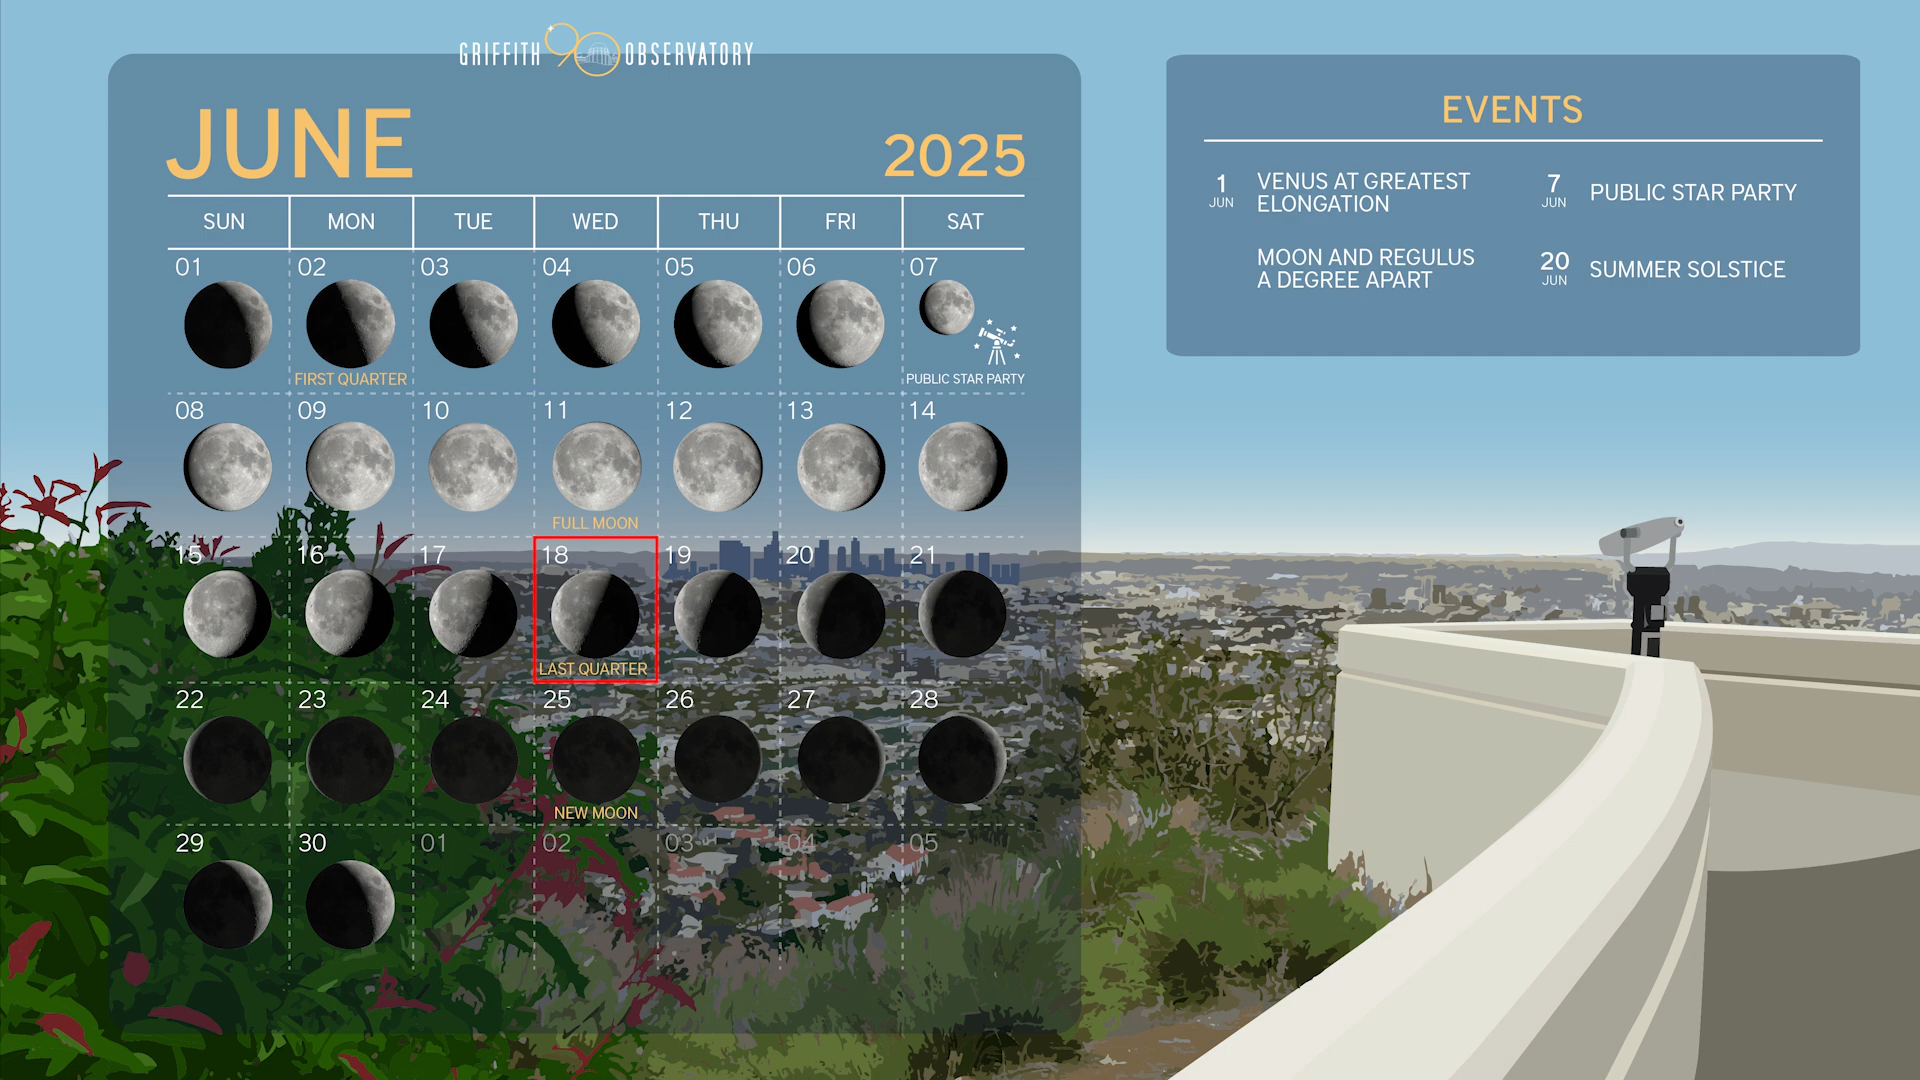 GRIFFITH 90 OBSERVATORY
JUNE
2025
SUN MON TUE WED THU FRI SAT
01 02 03 04 05 06 07
FIRST QUARTER
PUBLIC STAR PARTY
08 09 10 11 12 13 14
FULL MOON
15 16 17 18 19 20 21
LAST QUARTER
22 23 24 25 26 27 28
NEW MOON
29 30 01 02 03 04 05
EVENTS
1
JUN
VENUS AT GREATEST
ELONGATION
MOON AND REGULUS
A DEGREE APART
7
JUN
PUBLIC STAR PARTY
20
JUN
SUMMER SOLSTICE